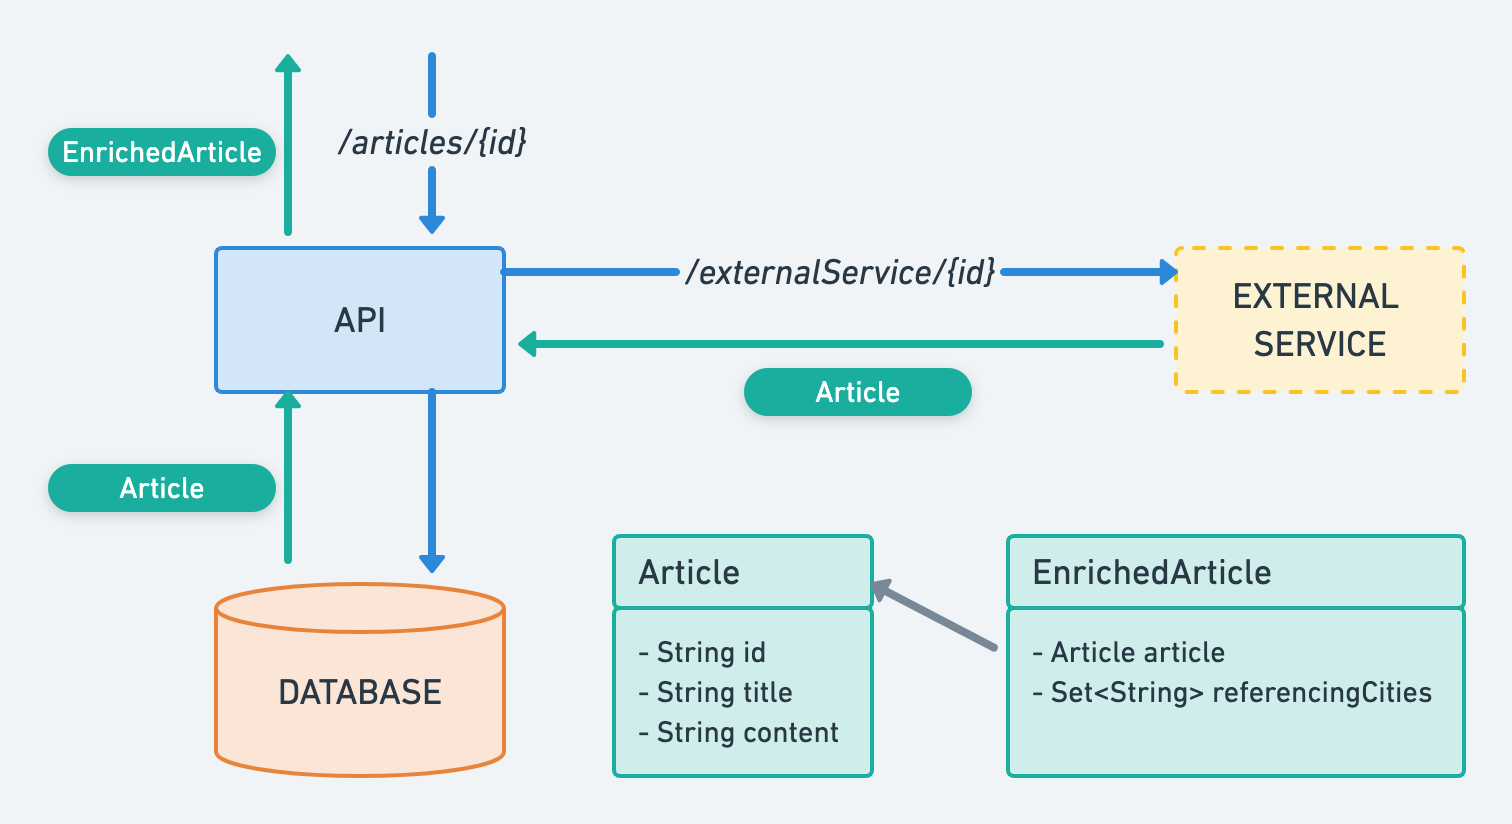 /articles/{id}
EnrichedArticle
/externalService/{id}
API
EXTERNAL
SERVICE
Article
Article
DATABASE
Article
- String id
- String title
- String content
EnrichedArticle
- Article article
- Set<String> referencingCities